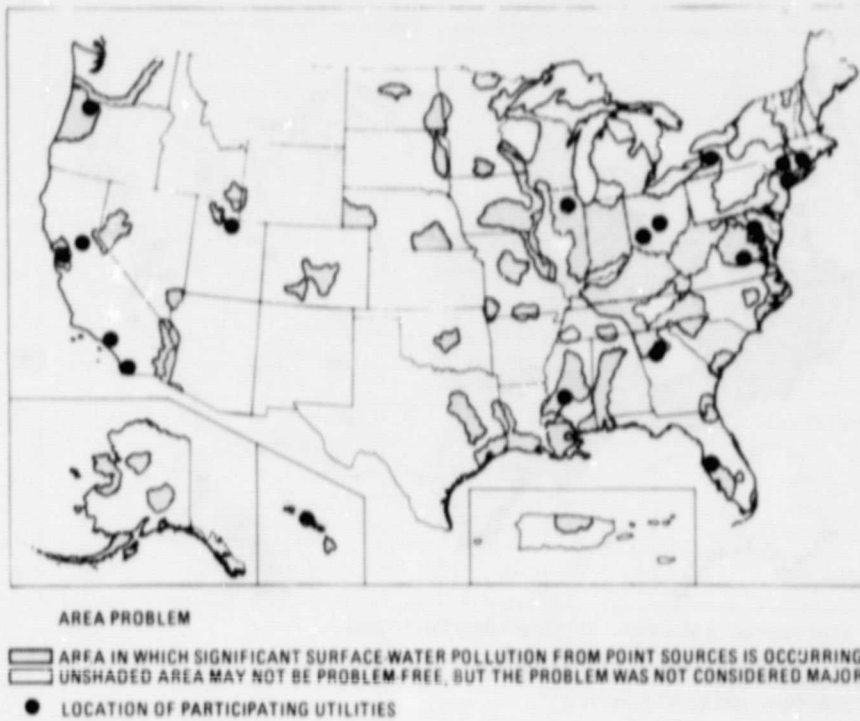 AREA PROBLEM
AREA IN WHICH SIGNIFICANT SURFACE-WATER POLLUTION FROM POINT SOURCES IS OCCURRING
UNSHADED AREA MAY NOT BE PROBLEM-FREE, BUT THE PROBLEM WAS NOT CONSIDERED MAJOR
LOCATION OF PARTICIPATING UTILITIES